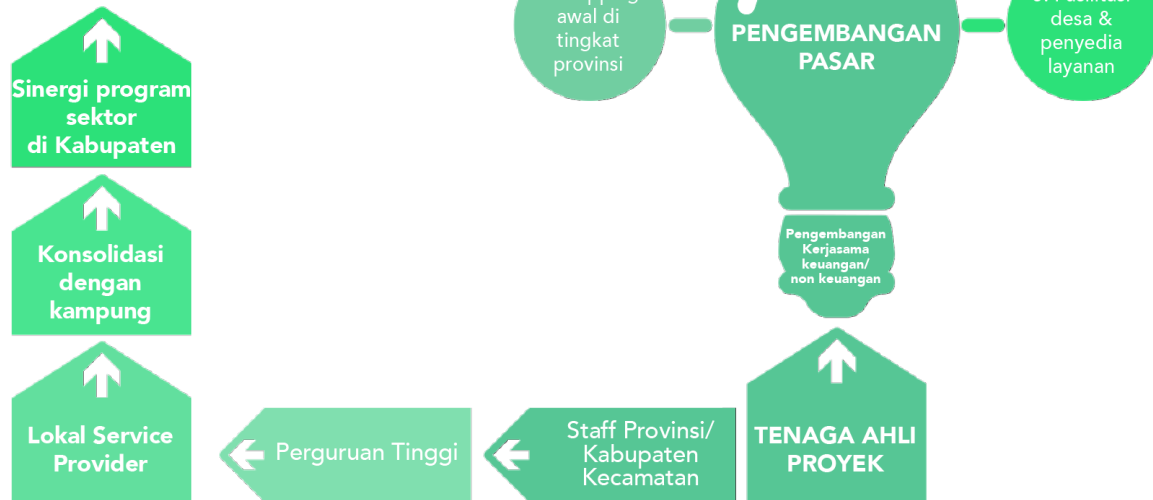 awal di
tingkat
provinsi
PENGEMBANGAN
PASAR
desa &
penyedia
layanan
Sinergi program
sektor
di Kabupaten
Pengembangan
Kerjasama
keuangan/
non keuangan
Konsolidasi
dengan
kampung
Lokal Service
Provider
Perguruan Tinggi
Staff Provinsi/
Kabupaten
Kecamatan
TENAGA AHLI
PROYEK